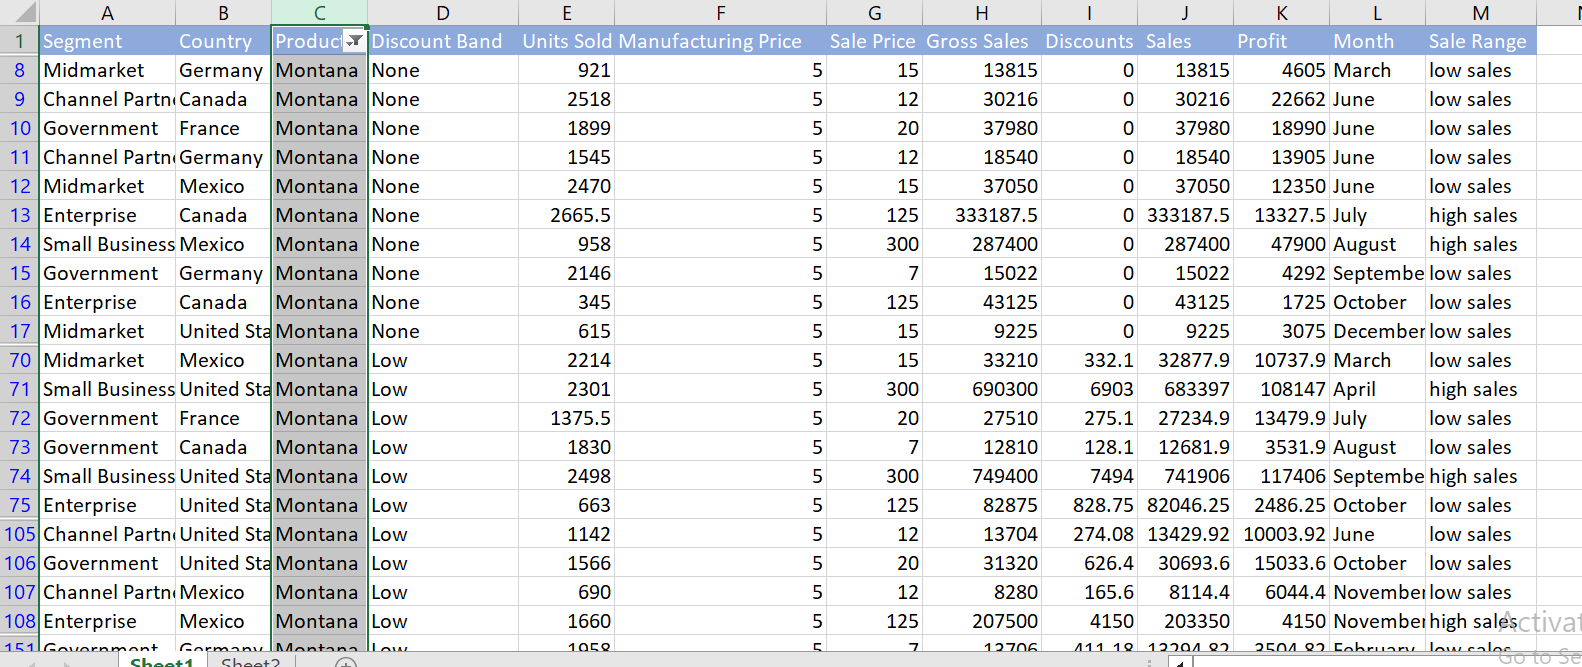 A B C D E F G H I J K L M
1 Segment Country Product Discount Band Units Sold Manufacturing Price Sale Price Gross Sales Discounts Sales Profit Month Sale Range
8 Midmarket Germany Montana None 921 5 15 13815 0 13815 4605 March low sales
9 Channel Partn Canada Montana None 2518 5 12 30216 0 30216 22662 June low sales
10 Government France Montana None 1899 5 20 37980 0 37980 18990 June low sales
11 Channel Partn Germany Montana None 1545 5 12 18540 0 18540 13905 June low sales
12 Midmarket Mexico Montana None 2470 5 15 37050 0 37050 12350 June low sales
13 Enterprise Canada Montana None 2665.5 5 125 333187.5 0 333187.5 13327.5 July high sales
14 Small Business Mexico Montana None 958 5 300 287400 0 287400 47900 August high sales
15 Government Germany Montana None 2146 5 7 15022 0 15022 4292 Septembe low sales
16 Enterprise Canada Montana None 345 5 125 43125 0 43125 1725 October low sales
17 Midmarket United Sta Montana None 615 5 15 9225 0 9225 3075 December low sales
70 Midmarket Mexico Montana Low 2214 5 15 33210 332.1 32877.9 10737.9 March low sales
71 Small Business United Sta Montana Low 2301 5 300 690300 6903 683397 108147 April high sales
72 Government France Montana Low 1375.5 5 20 27510 275.1 27234.9 13479.9 July low sales
73 Government Canada Montana Low 1830 5 7 12810 128.1 12681.9 3531.9 August low sales
74 Small Business United Sta Montana Low 2498 5 300 749400 7494 741906 117406 Septembe high sales
75 Enterprise United Sta Montana Low 663 5 125 82875 828.75 82046.25 2486.25 October low sales
105 Channel Partn United Sta Montana Low 1142 5 12 13704 274.08 13429.92 10003.92 June low sales
106 Government United Sta Montana Low 1566 5 20 31320 626.4 30693.6 15033.6 October low sales
107 Channel Partn Mexico Montana Low 690 5 12 8280 165.6 8114.4 6044.4 November low sales
108 Enterprise Mexico Montana Low 1660 5 125 207500 4150 203350 4150 November high sales
151 Government Germany Montana Low 1958 5 7 13706 411.18 13294.82 3504.82 February low sales
Activat
Go to Se
Sheet1 Sheet2